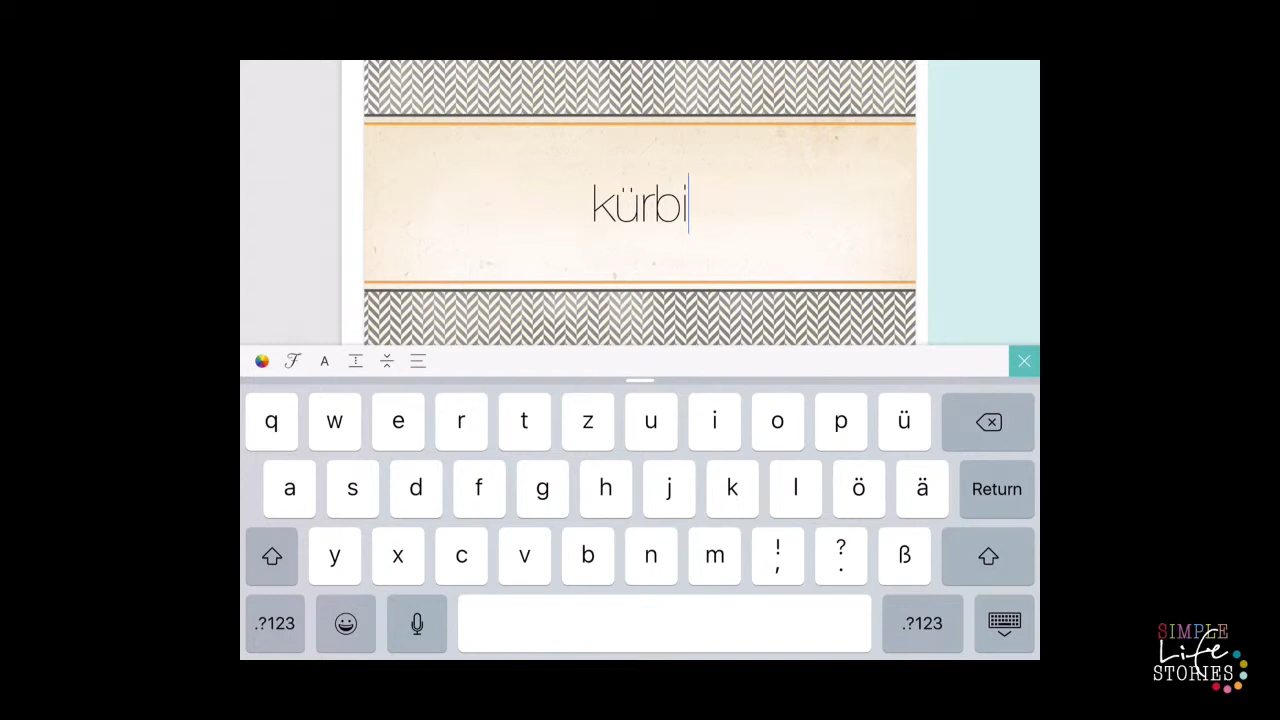 kürbi
A
q w e r t z u i o p ü
a s d f g h j k l ö ä Return
y x c v b n m ! , ? . ß
.?123 .?123
SIMPLE
Life
STORIES